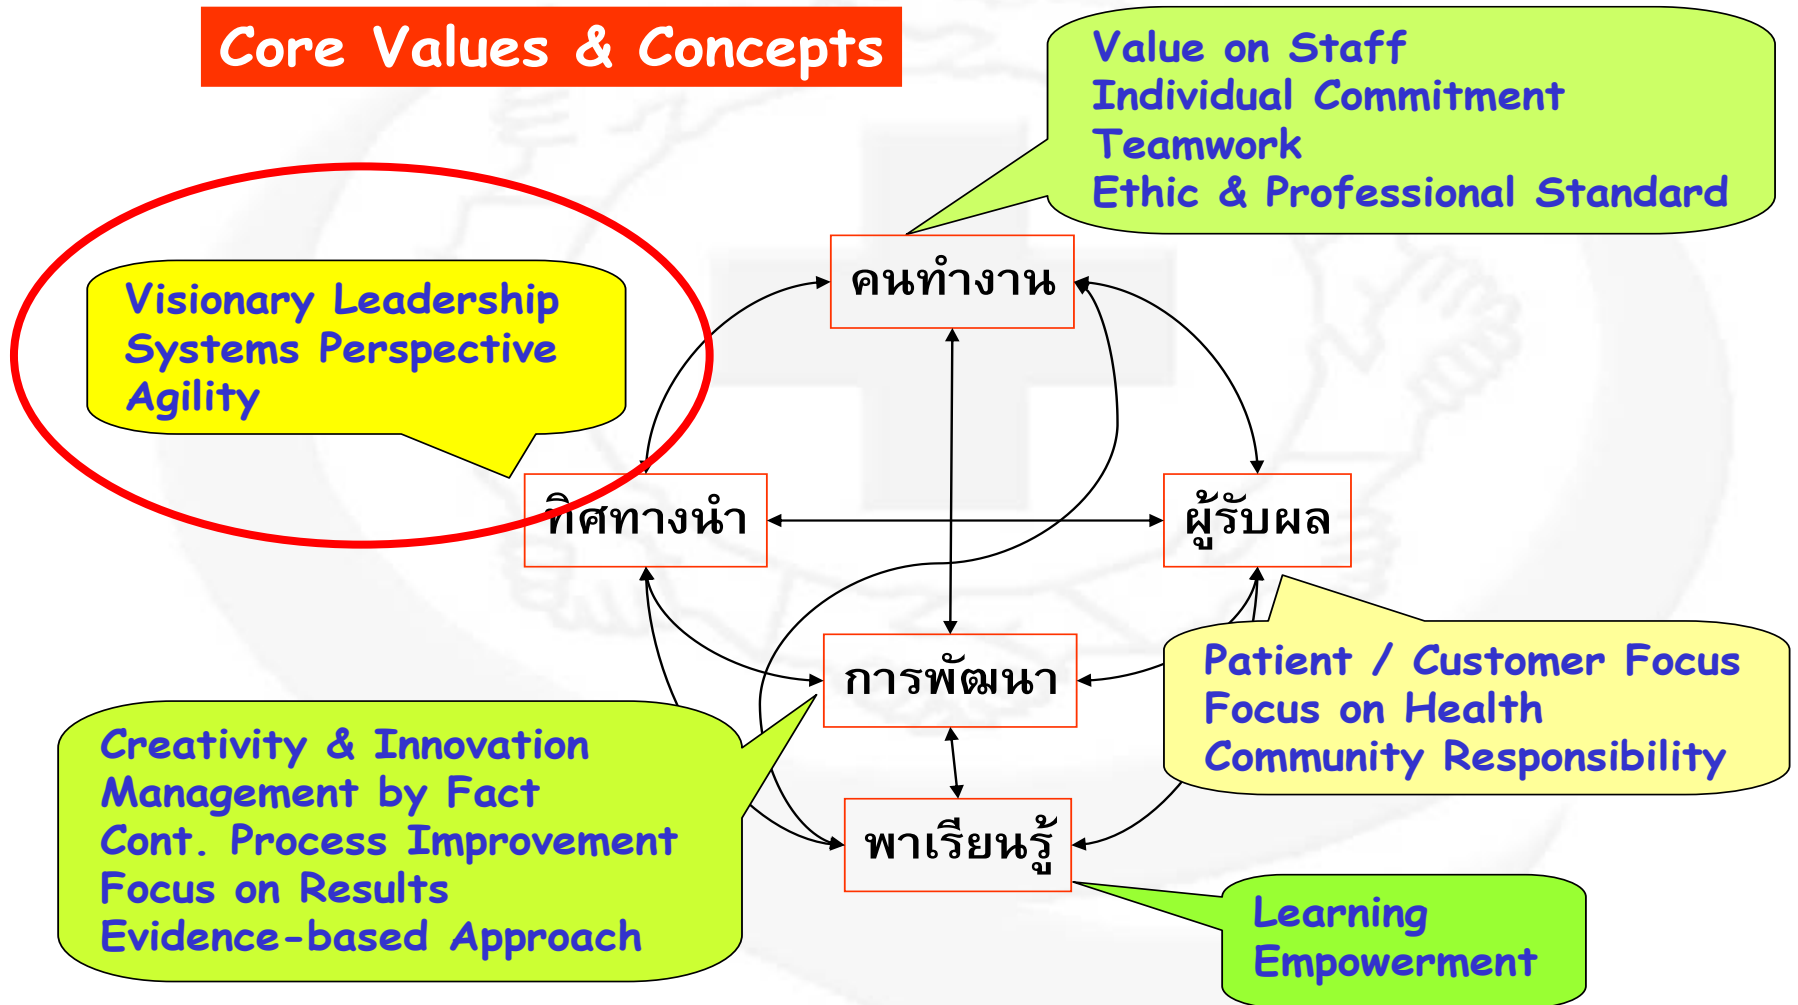 Core Values & Concepts
Value on Staff
Individual Commitment
Teamwork
Ethic & Professional Standard
คนทำงาน
Visionary Leadership
Systems Perspective
Agility
ทิศทางนำ
ผู้รับผล
Patient / Customer Focus
Focus on Health
Community Responsibility
การพัฒนา
Creativity & Innovation
Management by Fact
Cont. Process Improvement
Focus on Results
Evidence-based Approach
พาเรียนรู้
Learning
Empowerment